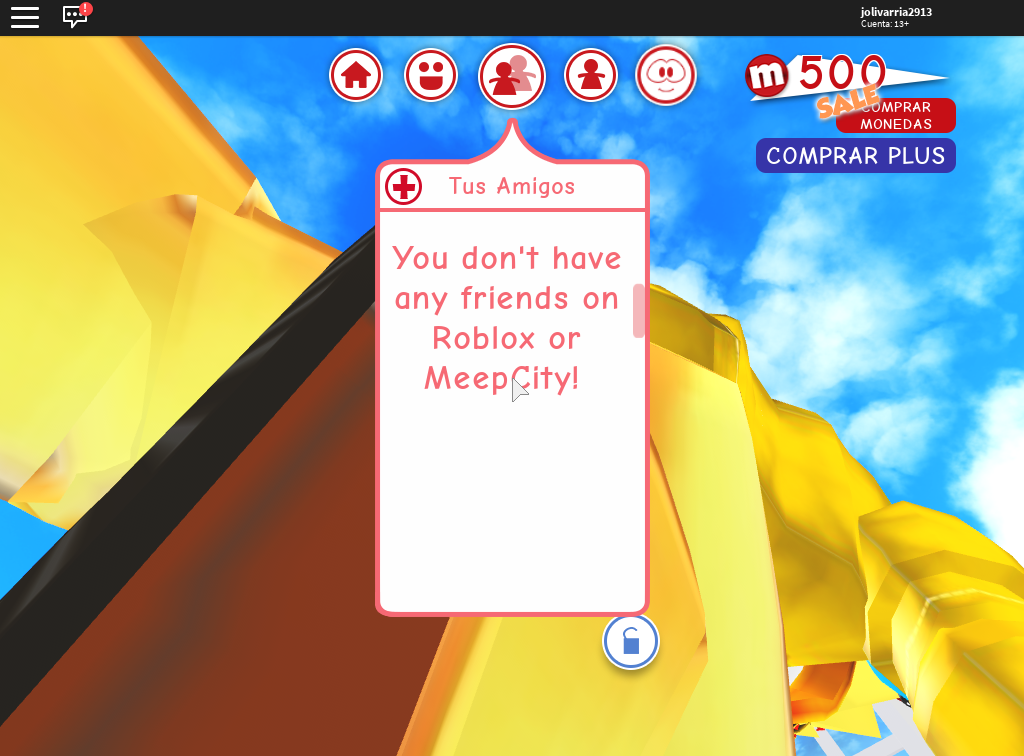 jolivarria2913
Cuenta: 13+
!
m 500
SALE
COMPRAR
MONEDAS
COMPRAR PLUS
Tus Amigos
You don't have
any friends on
Roblox or
MeepCity!